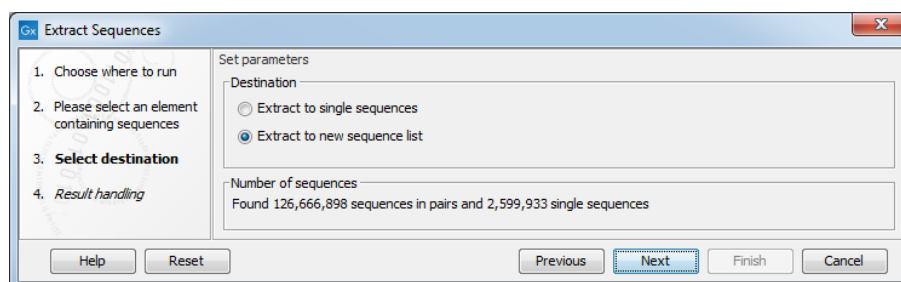 Gx Extract Sequences
1. Choose where to run
2. Please select an element
containing sequences
3. Select destination
4. Result handling
Set parameters
Destination
Extract to single sequences
Extract to new sequence list
Number of sequences
Found 126,666,898 sequences in pairs and 2,599,933 single sequences
Help Reset Previous Next Finish Cancel